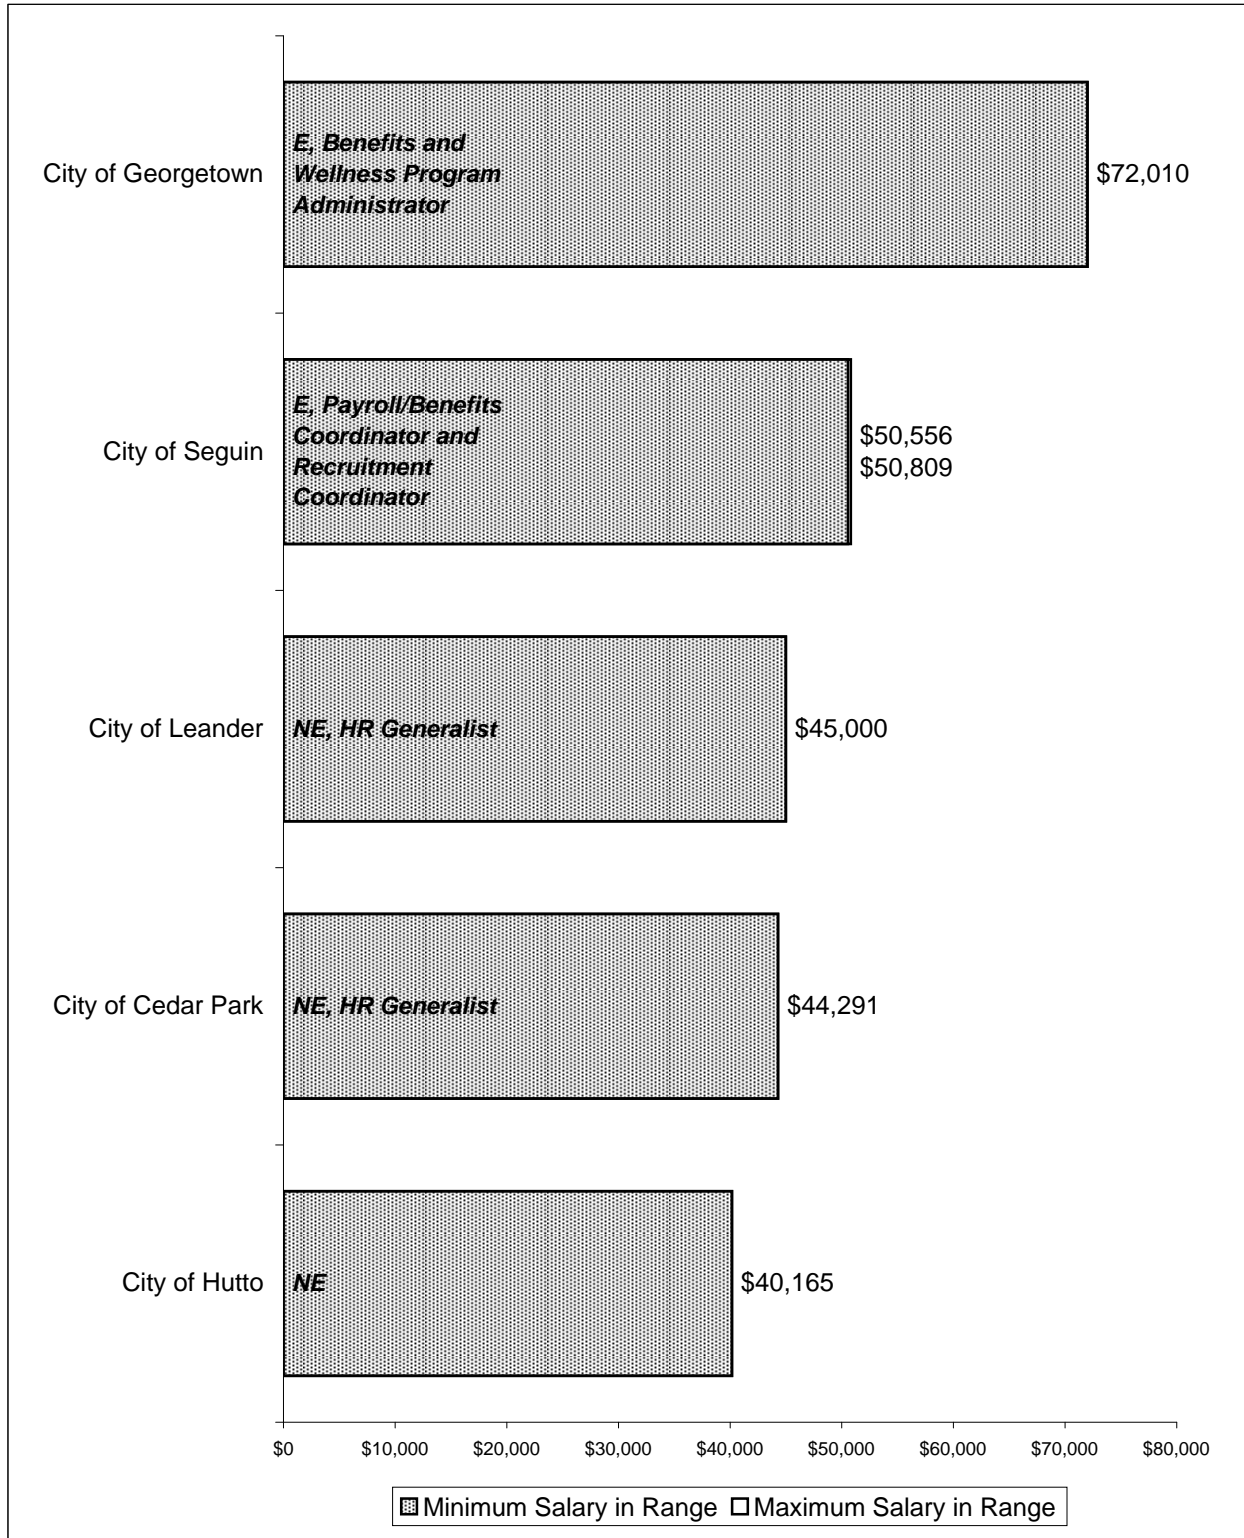 City of Georgetown
E, Benefits and
Wellness Program
Administrator
$72,010
City of Seguin
E, Payroll/Benefits
Coordinator and
Recruitment
Coordinator
$50,556
$50,809
City of Leander
NE, HR Generalist
$45,000
City of Cedar Park
NE, HR Generalist
$44,291
City of Hutto
NE
$40,165
$0 $10,000 $20,000 $30,000 $40,000 $50,000 $60,000 $70,000 $80,000
Minimum Salary in Range Maximum Salary in Range